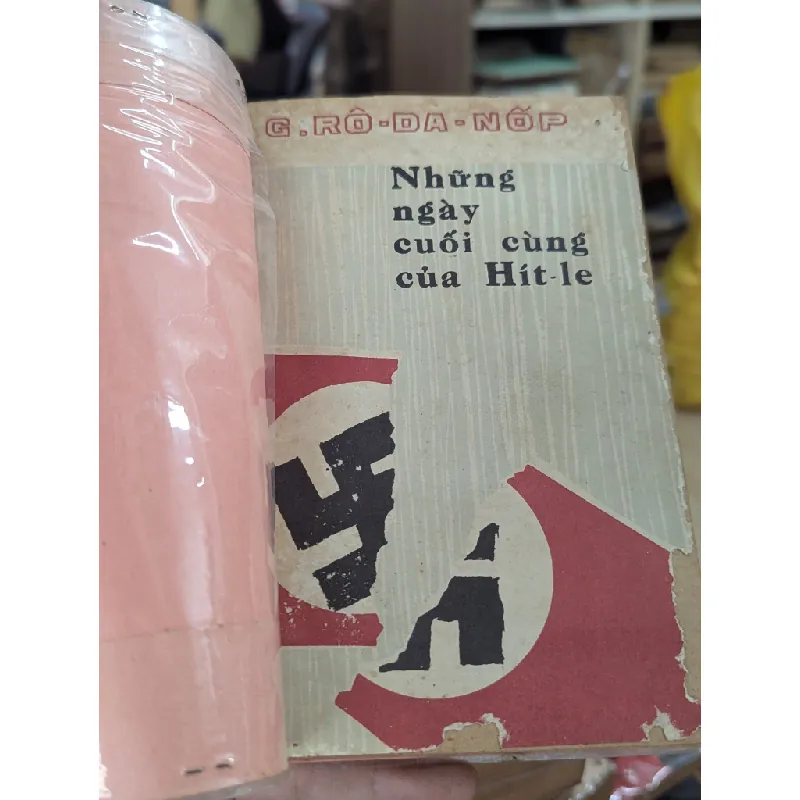 G.RÔ-DA-NỐP
Những
ngày
cuối cùng
của Hít-le